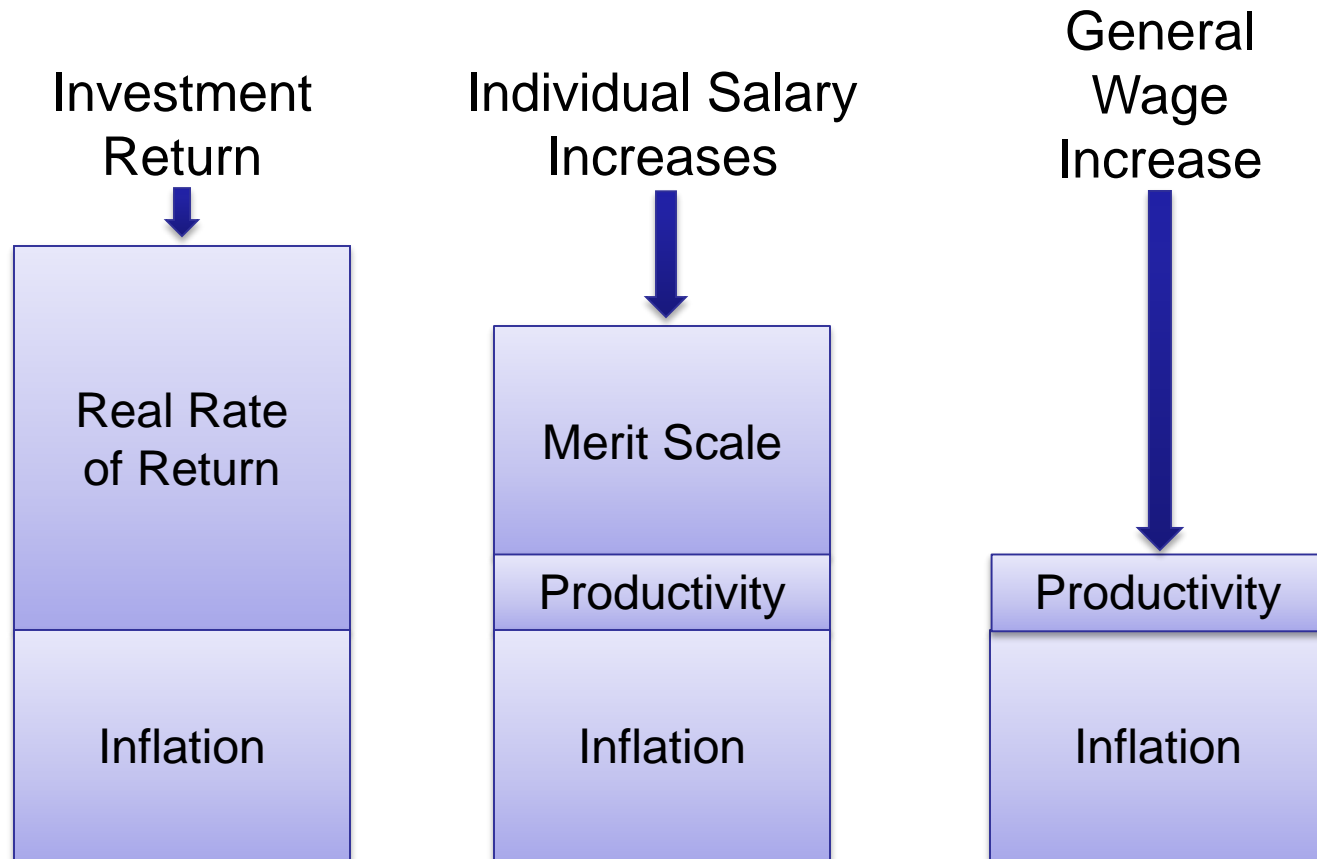 Investment
Return
Real Rate
of Return
Inflation
Individual Salary
Increases
Merit Scale
Productivity
Inflation
General
Wage
Increase
Productivity
Inflation